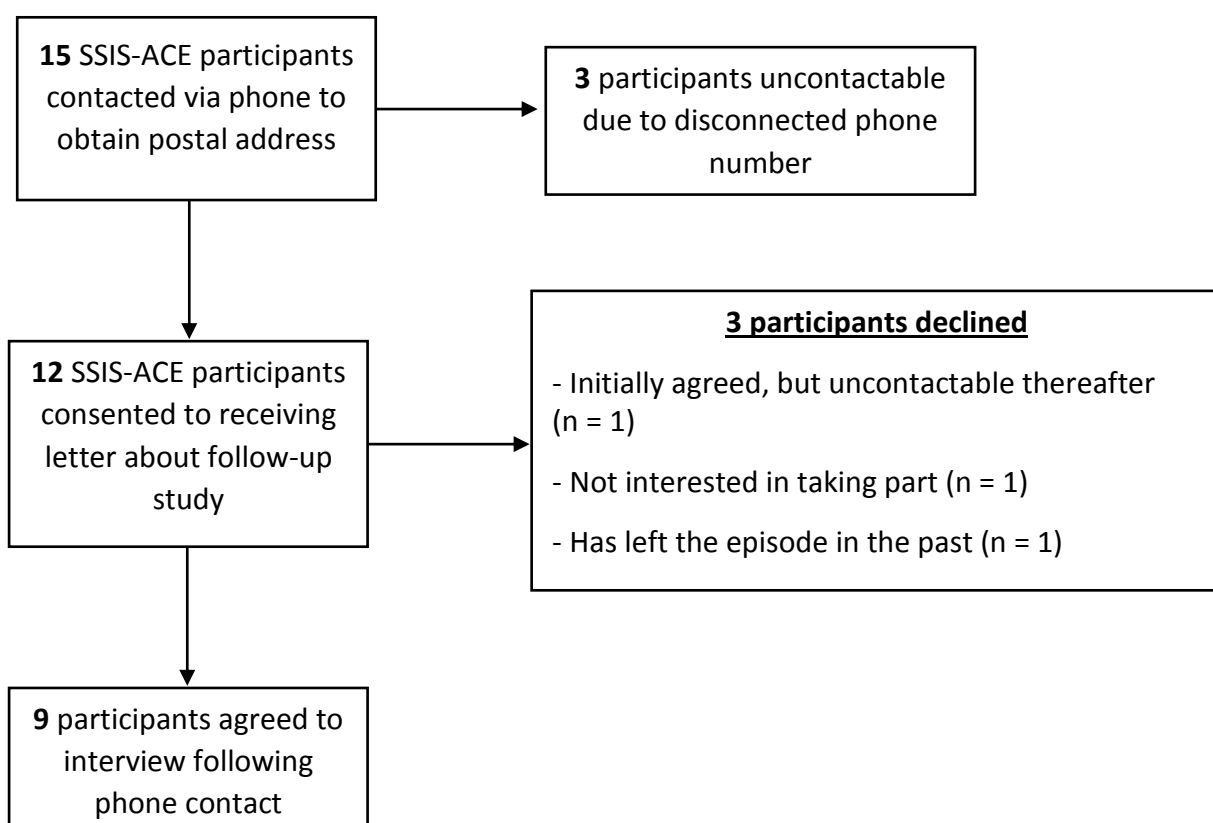 15 SSIS-ACE participants
contacted via phone to
obtain postal address
3 participants uncontactable
due to disconnected phone
number
12 SSIS-ACE participants
consented to receiving
letter about follow-up
study
3 participants declined
- Initially agreed, but uncontactable thereafter
(n = 1)
- Not interested in taking part (n = 1)
- Has left the episode in the past (n = 1)
9 participants agreed to
interview following
phone contact